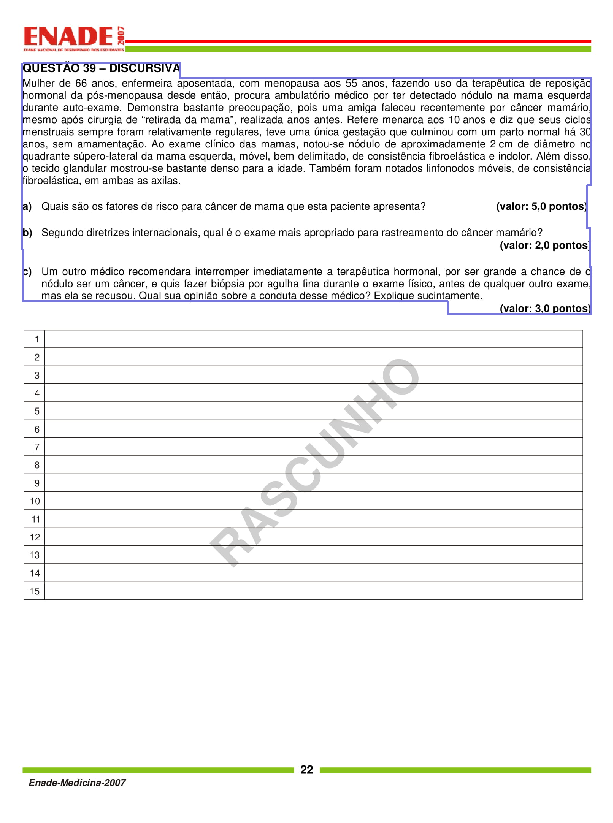 ENADE 2007
EXAME NACIONAL DE DESEMPENHO DOS ESTUDANTES
QUESTÃO 39 – DISCURSIVA
Mulher de 66 anos, enfermeira aposentada, com menopausa aos 55 anos, fazendo uso da terapêutica de reposição
hormonal da pós-menopausa desde então, procura ambulatório médico por ter detectado nódulo na mama esquerda
durante auto-exame. Demonstra bastante preocupação, pois uma amiga faleceu recentemente por câncer mamário,
mesmo após cirurgia de “retirada da mama”, realizada anos antes. Refere menarca aos 10 anos e diz que seus ciclos
menstruais sempre foram relativamente regulares, teve uma única gestação que culminou com um parto normal há 30
anos, sem amamentação. Ao exame clínico das mamas, notou-se nódulo de aproximadamente 2 cm de diâmetro no
quadrante súpero-lateral da mama esquerda, móvel, bem delimitado, de consistência fibroelástica e indolor. Além disso,
o tecido glandular mostrou-se bastante denso para a idade. Também foram notados linfonodos móveis, de consistência
fibroelástica, em ambas as axilas.
a) Quais são os fatores de risco para câncer de mama que esta paciente apresenta? (valor: 5,0 pontos)
b) Segundo diretrizes internacionais, qual é o exame mais apropriado para rastreamento do câncer mamário?
(valor: 2,0 pontos)
c) Um outro médico recomendara interromper imediatamente a terapêutica hormonal, por ser grande a chance de o
nódulo ser um câncer, e quis fazer biópsia por agulha fina durante o exame físico, antes de qualquer outro exame,
mas ela se recusou. Qual sua opinião sobre a conduta desse médico? Explique sucintamente.
(valor: 3,0 pontos)
1
2
3
4
5
6
7
8
9
10
11
12
13
14
15
RASCUNHO
22
Enade-Medicina-2007